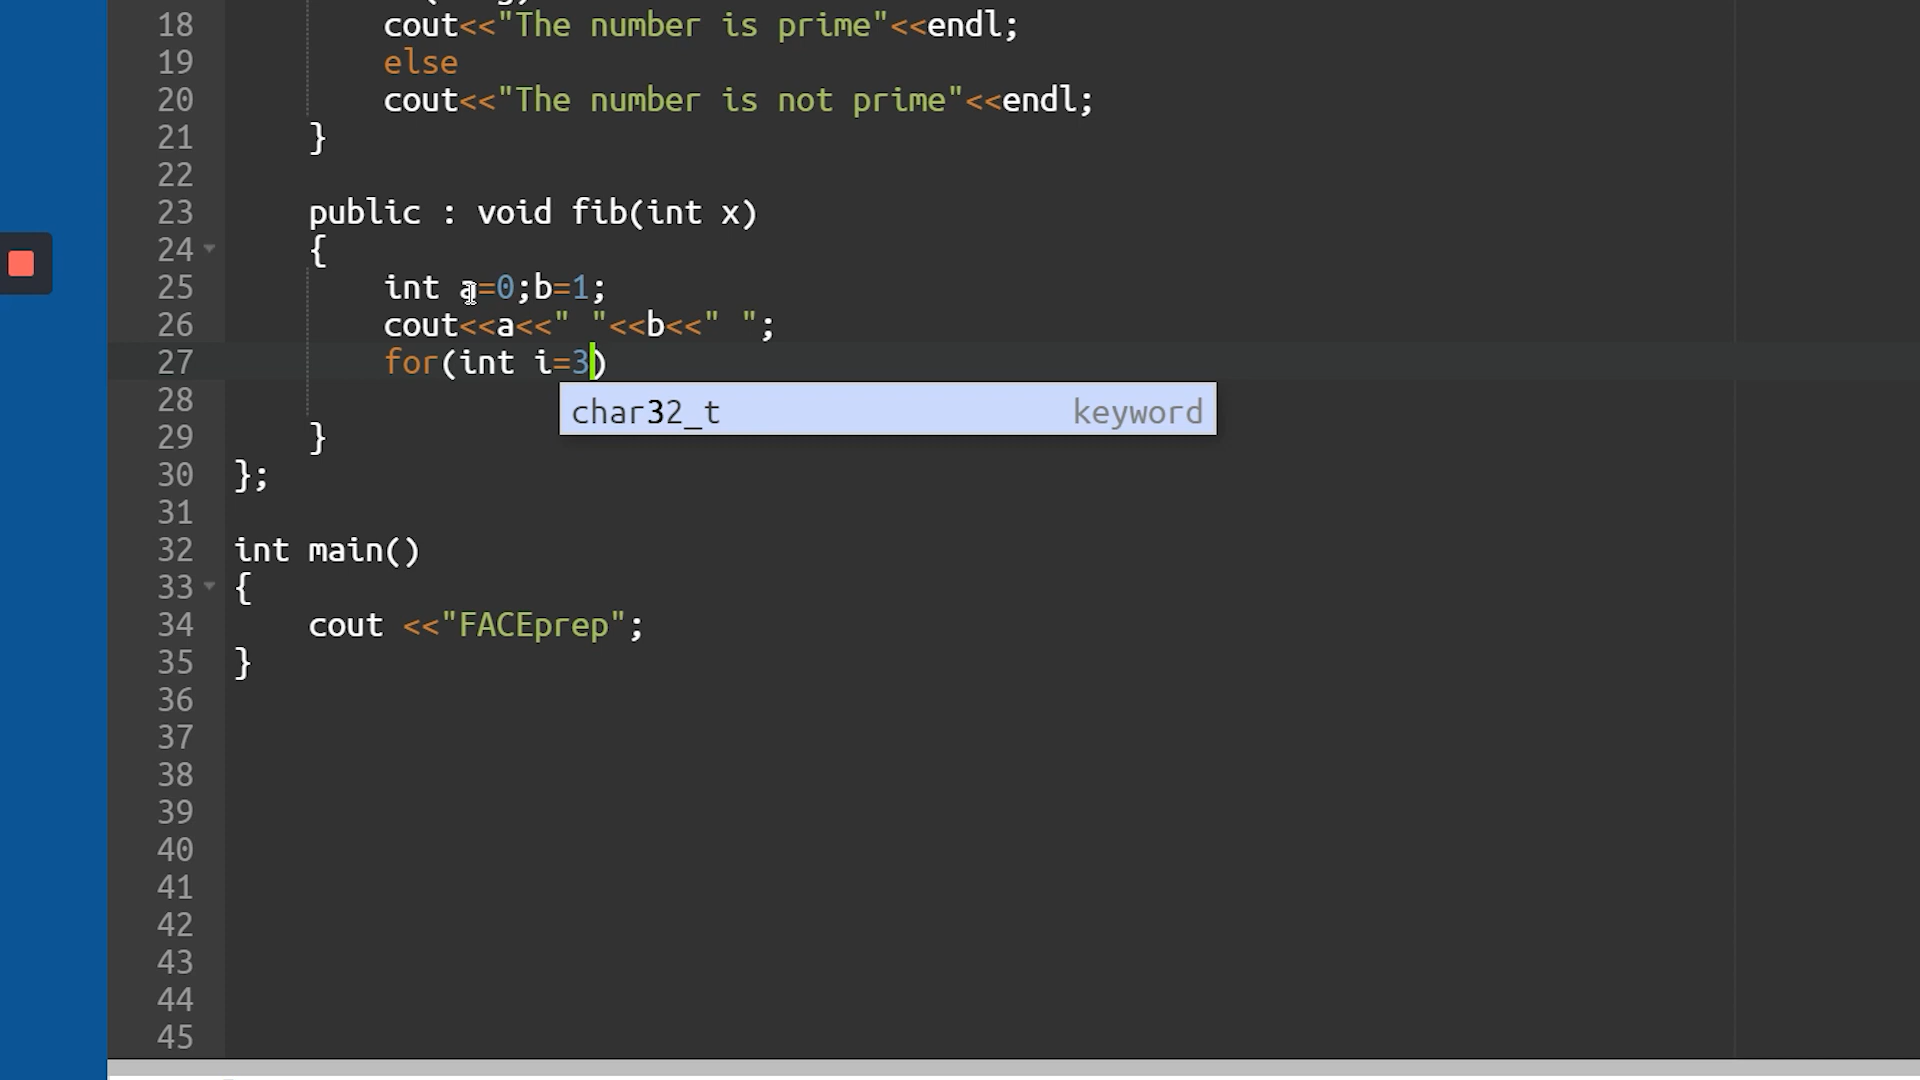 18 cout<<"The number is prime"<<endl;
19 else
20 cout<<"The number is not prime"<<endl;
21 }
22
23 public : void fib(int x)
24 {
25 int a=0;b=1;
26 cout<<a<<" "<<b<<" ";
27 for(int i=3)
28 char32_t keyword
29 }
30 };
31
32 int main()
33 {
34 cout <<"FACEprep";
35 }
36
37
38
39
40
41
42
43
44
45